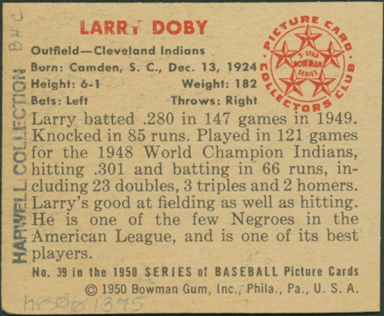 LARRY DOBY
Outfield—Cleveland Indians
Born: Camden, S. C., Dec. 13, 1924
Height: 6-1 Weight: 182
Bats: Left Throws: Right
PICTURE CARD
COLLECTORS CLUB
5-STAR
BOWMAN
SERIES
Larry batted .280 in 147 games in 1949.
Knocked in 85 runs. Played in 121 games
for the 1948 World Champion Indians,
hitting .301 and batting in 66 runs, in-
cluding 23 doubles, 3 triples and 2 homers.
Larry's good at fielding as well as hitting.
He is one of the few Negroes in the
American League, and is one of its best
players.
No. 39 in the 1950 SERIES of BASEBALL Picture Cards
© 1950 Bowman Gum, Inc., Phila., Pa., U. S. A.
HARWELL COLLECTION
BHC
1375